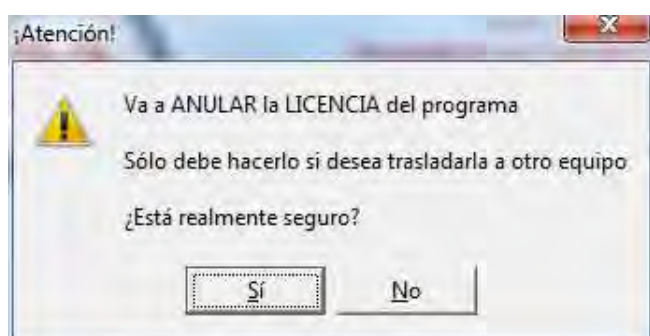 ¡Atención!
Va a ANULAR la LICENCIA del programa
Sólo debe hacerlo si desea trasladarla a otro equipo
¿Está realmente seguro?
Sí
No